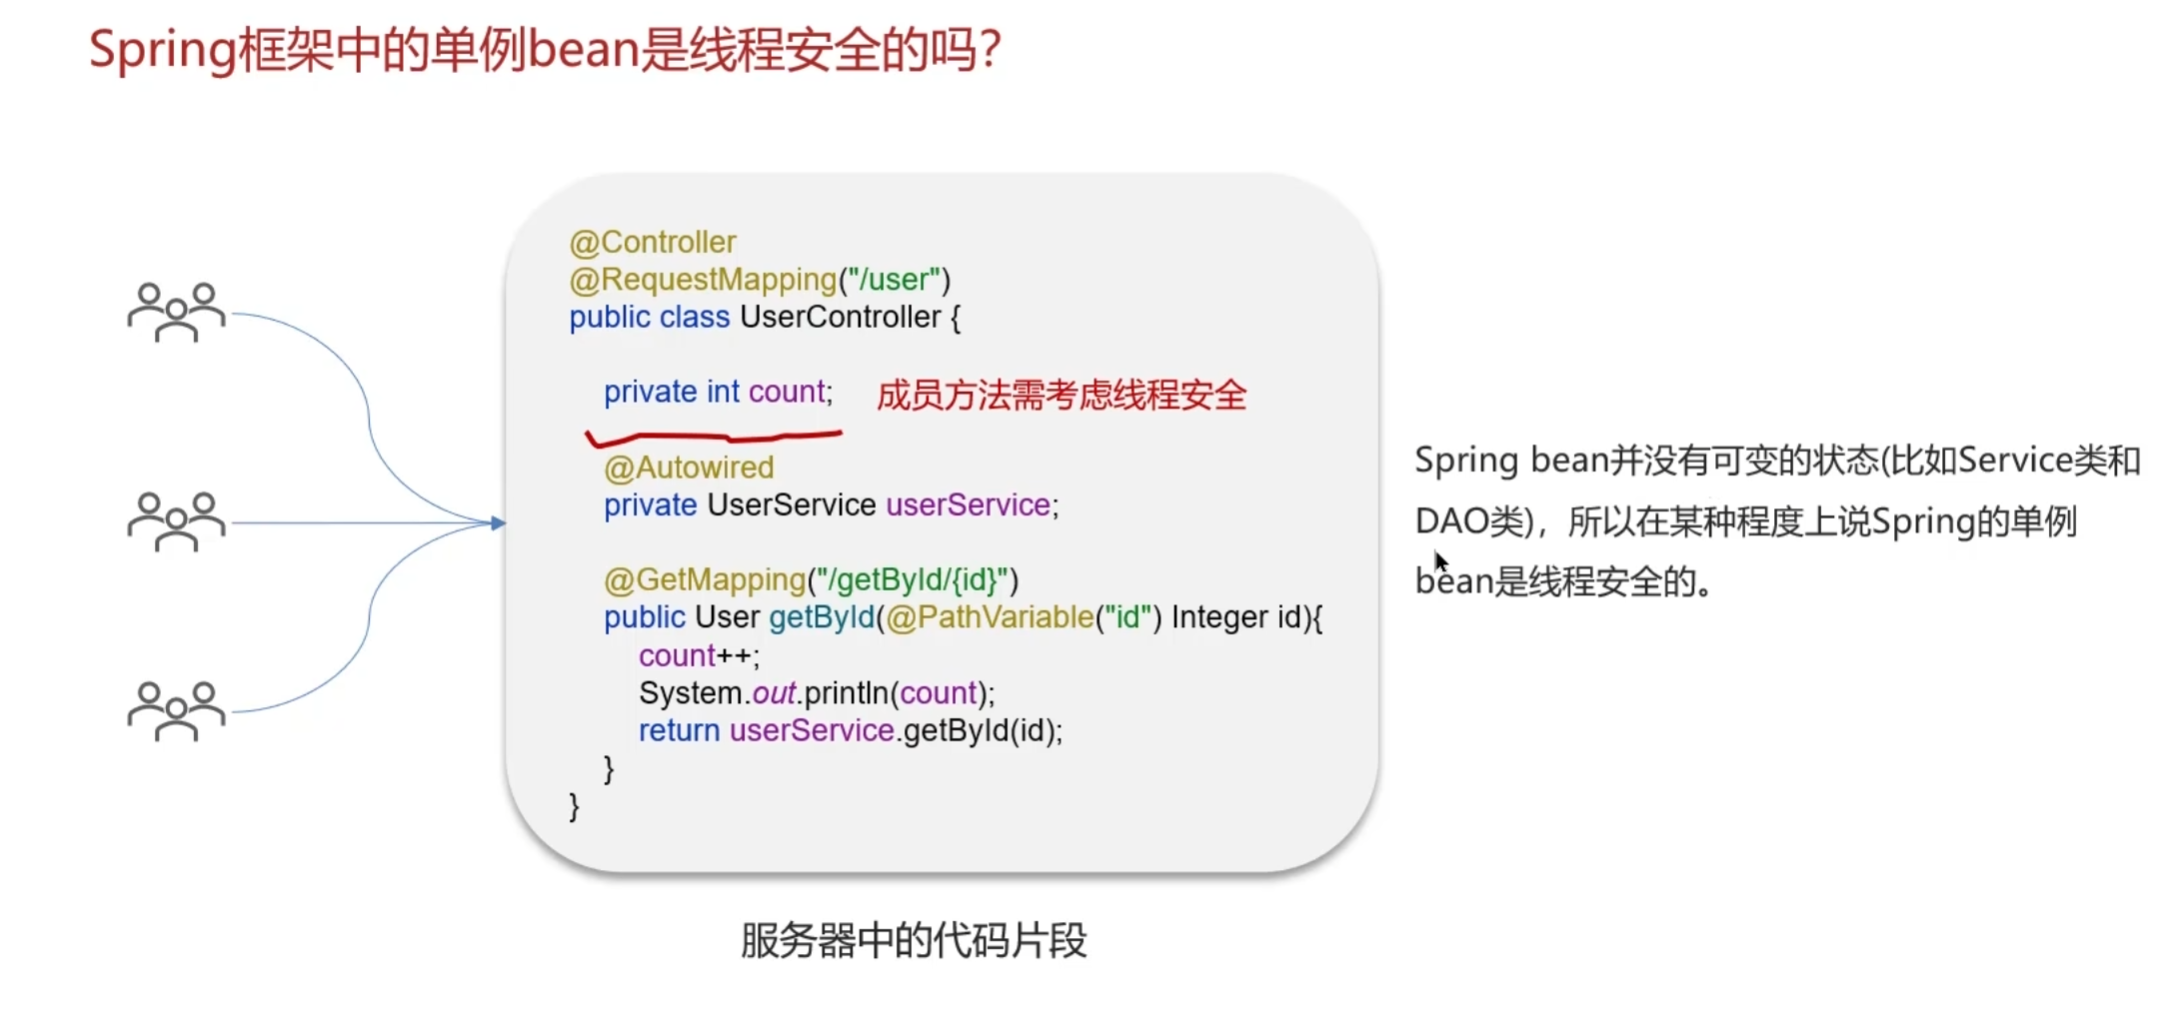 Spring框架中的单例bean是线程安全的吗？
@Controller
@RequestMapping("/user")
public class UserController {
private int count;
成员方法需考虑线程安全
@Autowired
private UserService userService;
@GetMapping("/getById/{id}")
public User getById(@PathVariable("id") Integer id){
count++;
System.out.println(count);
return userService.getById(id);
}
}
Spring bean并没有可变的状态(比如Service类和
DAO类)，所以在某种程度上说Spring的单例
bean是线程安全的。
服务器中的代码片段